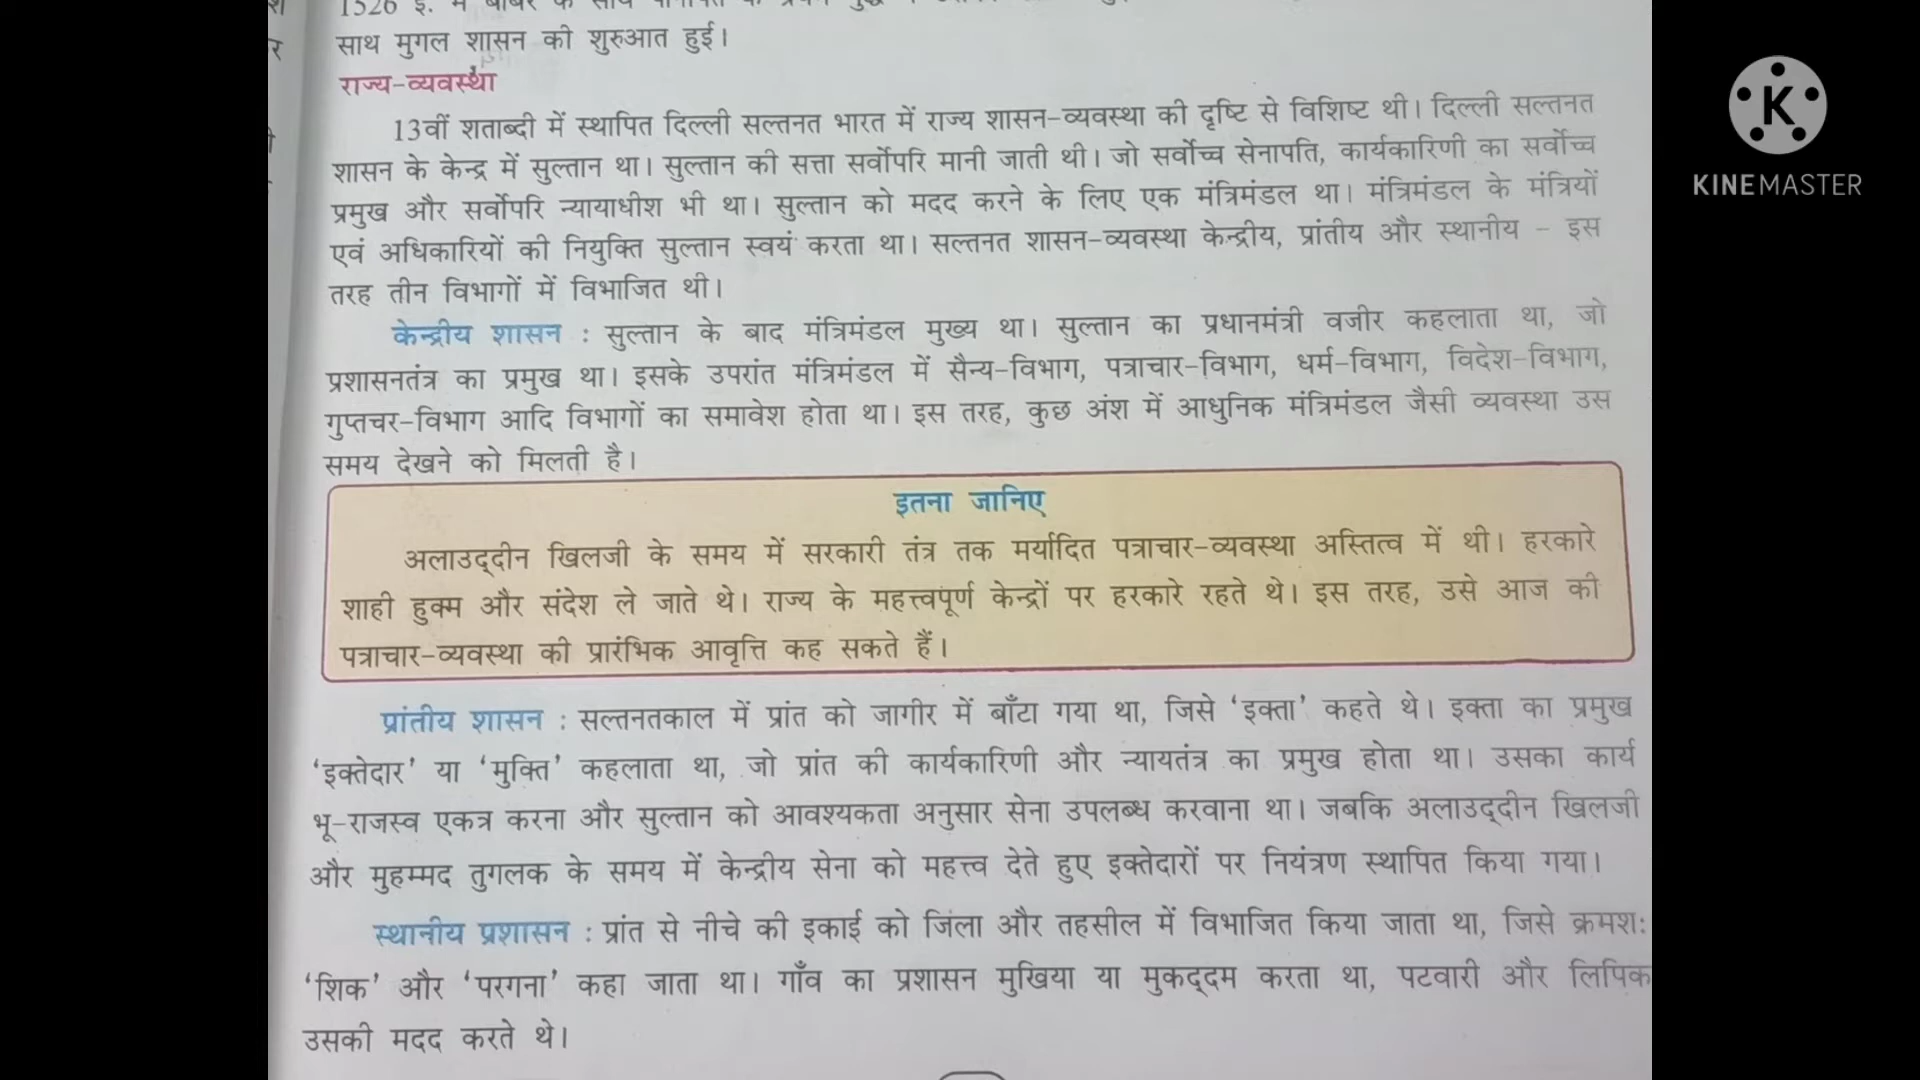 1526 ई. में बाबर के साथ
साथ मुगल शासन की शुरुआत हुई।
राज्य-व्यवस्था
13वीं शताब्दी में स्थापित दिल्ली सल्तनत भारत में राज्य शासन-व्यवस्था की दृष्टि से विशिष्ट थी। दिल्ली सल्तनत
शासन के केन्द्र में सुल्तान था। सुल्तान की सत्ता सर्वोपरि मानी जाती थी। जो सर्वोच्च सेनापति, कार्यकारिणी का सर्वोच्च
प्रमुख और सर्वोपरि न्यायाधीश भी था। सुल्तान को मदद करने के लिए एक मंत्रिमंडल था। मंत्रिमंडल के मंत्रियों
एवं अधिकारियों की नियुक्ति सुल्तान स्वयं करता था। सल्तनत शासन-व्यवस्था केन्द्रीय, प्रांतीय और स्थानीय - इस
तरह तीन विभागों में विभाजित थी।
केन्द्रीय शासन : सुल्तान के बाद मंत्रिमंडल मुख्य था। सुल्तान का प्रधानमंत्री वजीर कहलाता था, जो
प्रशासनतंत्र का प्रमुख था। इसके उपरांत मंत्रिमंडल में सैन्य-विभाग, पत्राचार-विभाग, धर्म-विभाग, विदेश-विभाग,
गुप्तचर-विभाग आदि विभागों का समावेश होता था। इस तरह, कुछ अंश में आधुनिक मंत्रिमंडल जैसी व्यवस्था उस
समय देखने को मिलती है।
इतना जानिए
अलाउद्दीन खिलजी के समय में सरकारी तंत्र तक मर्यादित पत्राचार-व्यवस्था अस्तित्व में थी। हरकारे
शाही हुक्म और संदेश ले जाते थे। राज्य के महत्त्वपूर्ण केन्द्रों पर हरकारे रहते थे। इस तरह, उसे आज की
पत्राचार-व्यवस्था की प्रारंभिक आवृत्ति कह सकते हैं।
प्रांतीय शासन : सल्तनतकाल में प्रांत को जागीर में बाँटा गया था, जिसे 'इक्ता' कहते थे। इक्ता का प्रमुख
'इक्तेदार' या 'मुक्ति' कहलाता था, जो प्रांत की कार्यकारिणी और न्यायतंत्र का प्रमुख होता था। उसका कार्य
भू-राजस्व एकत्र करना और सुल्तान को आवश्यकता अनुसार सेना उपलब्ध करवाना था। जबकि अलाउद्दीन खिलजी
और मुहम्मद तुगलक के समय में केन्द्रीय सेना को महत्त्व देते हुए इक्तेदारों पर नियंत्रण स्थापित किया गया।
स्थानीय प्रशासन : प्रांत से नीचे की इकाई को जिला और तहसील में विभाजित किया जाता था, जिसे क्रमशः
'शिक' और 'परगना' कहा जाता था। गाँव का प्रशासन मुखिया या मुकद्दम करता था, पटवारी और लिपिक
उसकी मदद करते थे।
K
KINEMASTER